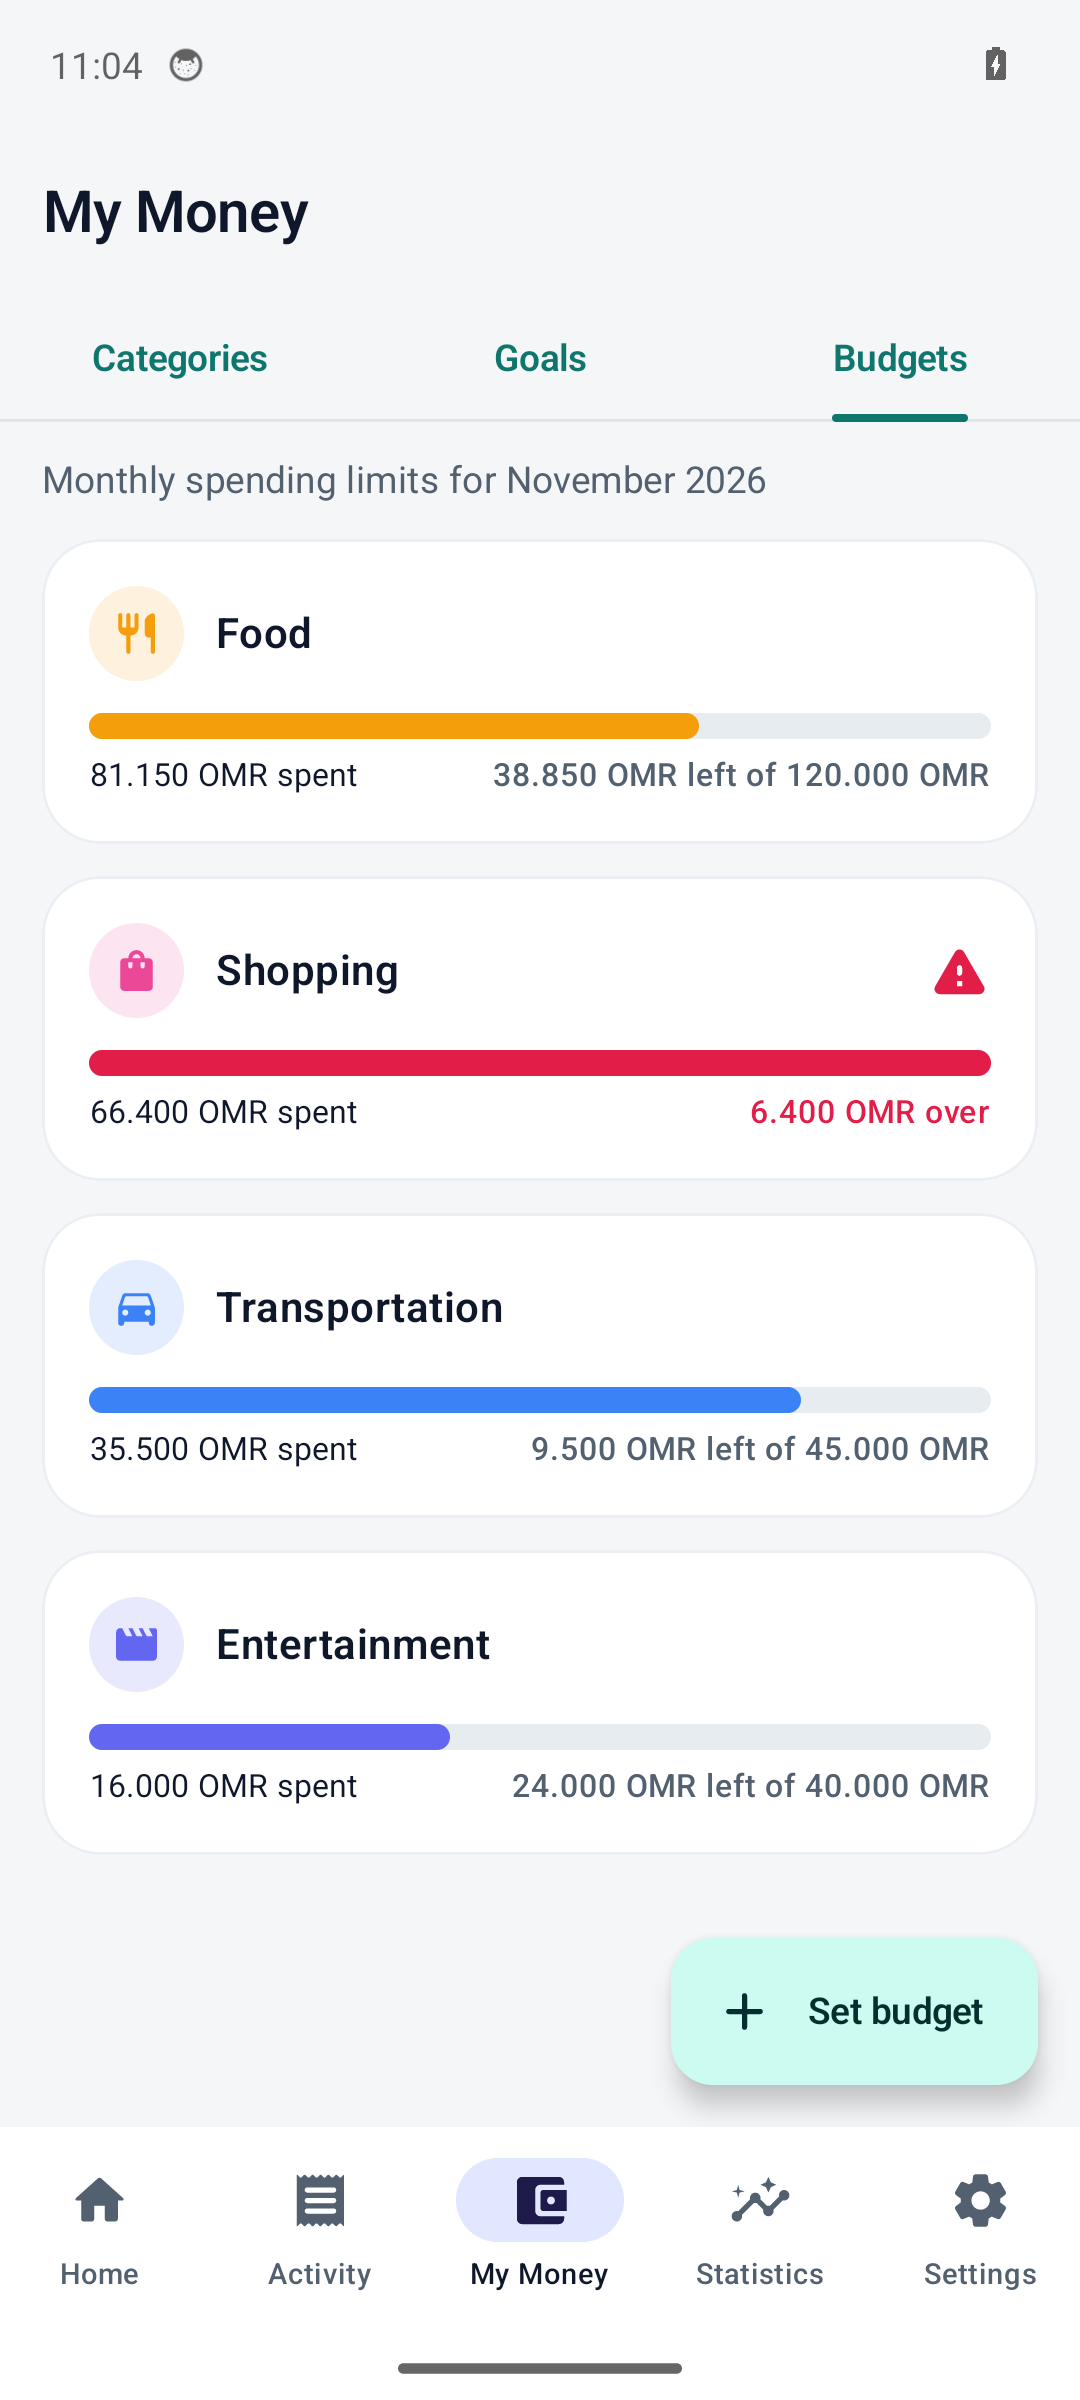 11:04
My Money
Categories Goals Budgets
Monthly spending limits for November 2026
Food
81.150 OMR spent 38.850 OMR left of 120.000 OMR
Shopping
66.400 OMR spent 6.400 OMR over
Transportation
35.500 OMR spent 9.500 OMR left of 45.000 OMR
Entertainment
16.000 OMR spent 24.000 OMR left of 40.000 OMR
Set budget
Home Activity My Money Statistics Settings